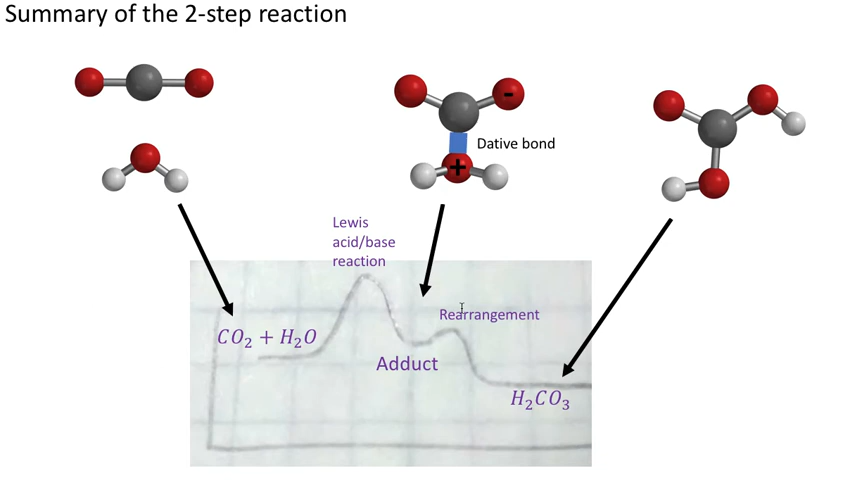 Summary of the 2-step reaction
-
Dative bond
+
Lewis
acid/base
reaction
Rearrangement
CO₂ + H₂O
Adduct
H₂CO₃